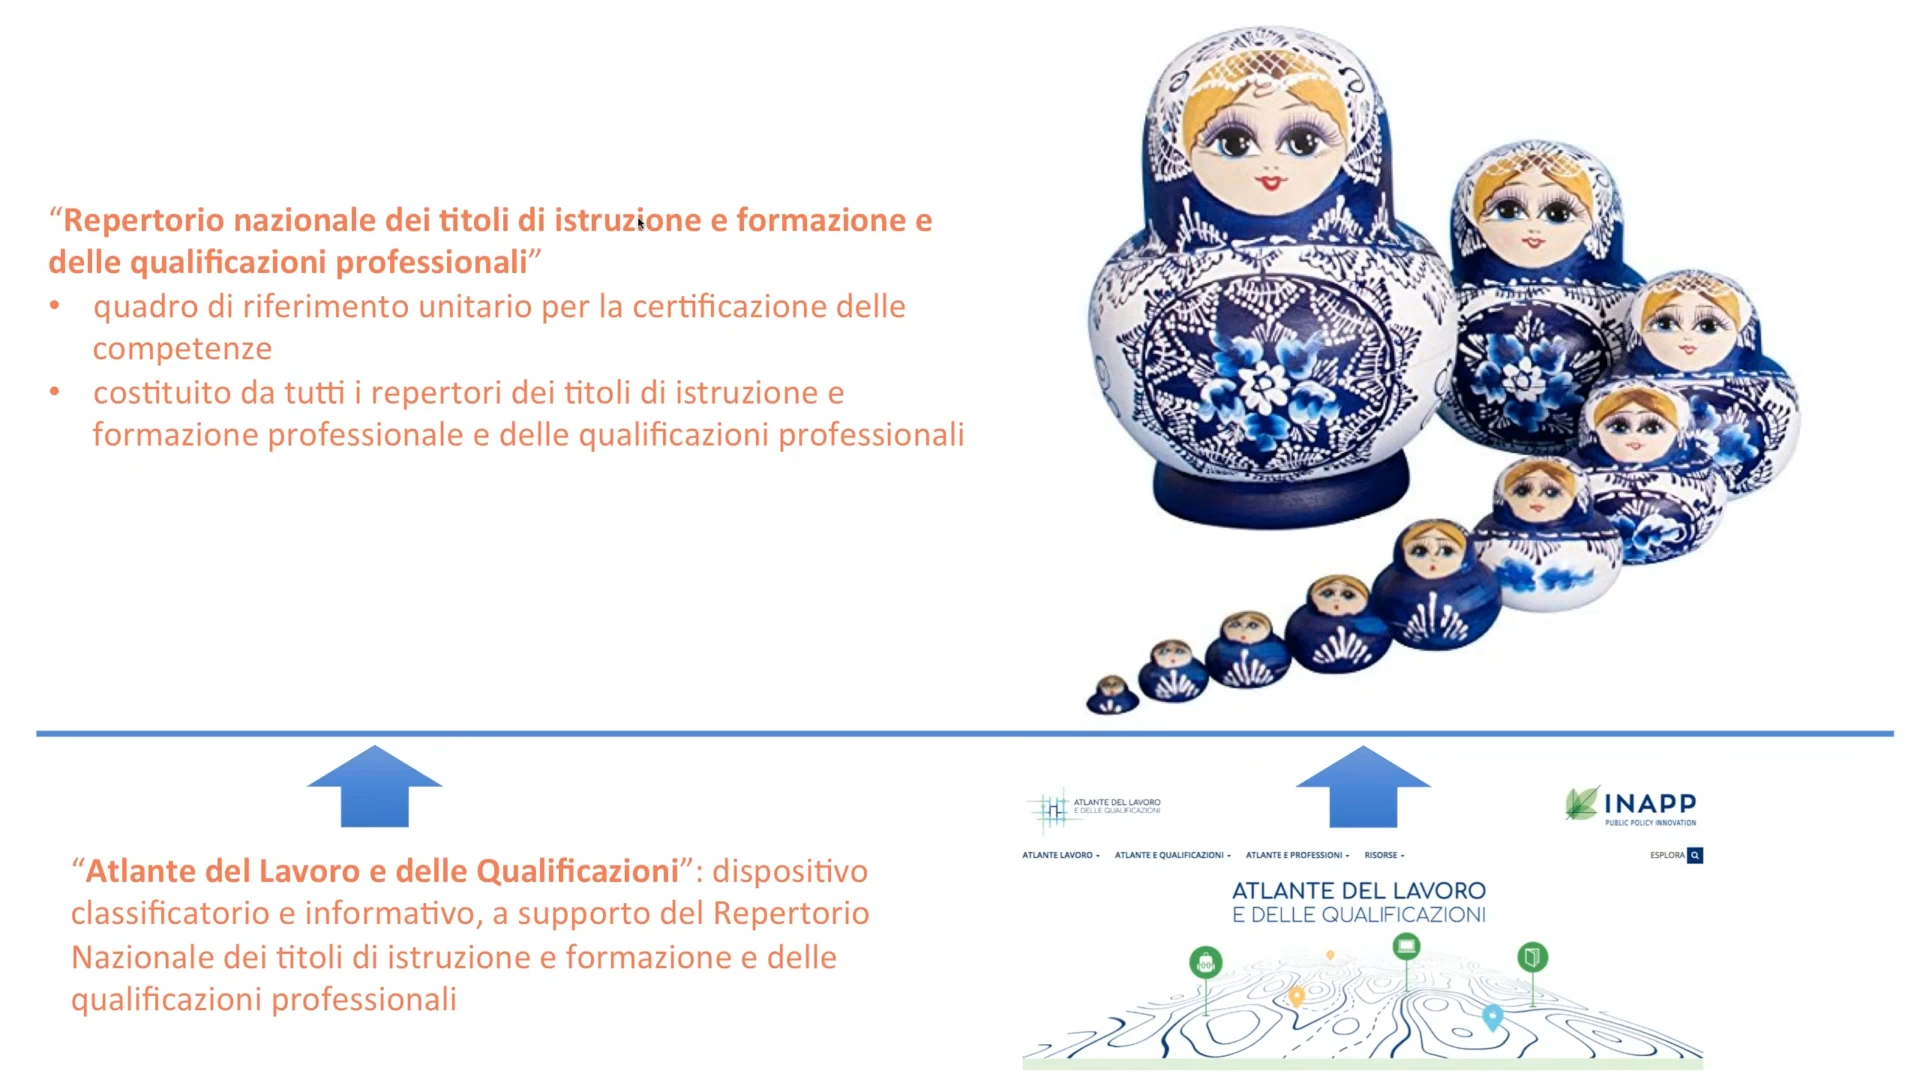 “Repertorio nazionale dei titoli di istruzione e formazione e
delle qualificazioni professionali”
• quadro di riferimento unitario per la certificazione delle
competenze
• costituito da tutti i repertori dei titoli di istruzione e
formazione professionale e delle qualificazioni professionali
“Atlante del Lavoro e delle Qualificazioni”: dispositivo
classificatorio e informativo, a supporto del Repertorio
Nazionale dei titoli di istruzione e formazione e delle
qualificazioni professionali
ATLANTE DEL LAVORO
E DELLE QUALIFICAZIONI
INAPP
PUBLIC POLICY INNOVATION
ATLANTE LAVORO ATLANTE E QUALIFICAZIONI ATLANTE E PROFESSIONI RISORSE ESPLORA
ATLANTE DEL LAVORO
E DELLE QUALIFICAZIONI